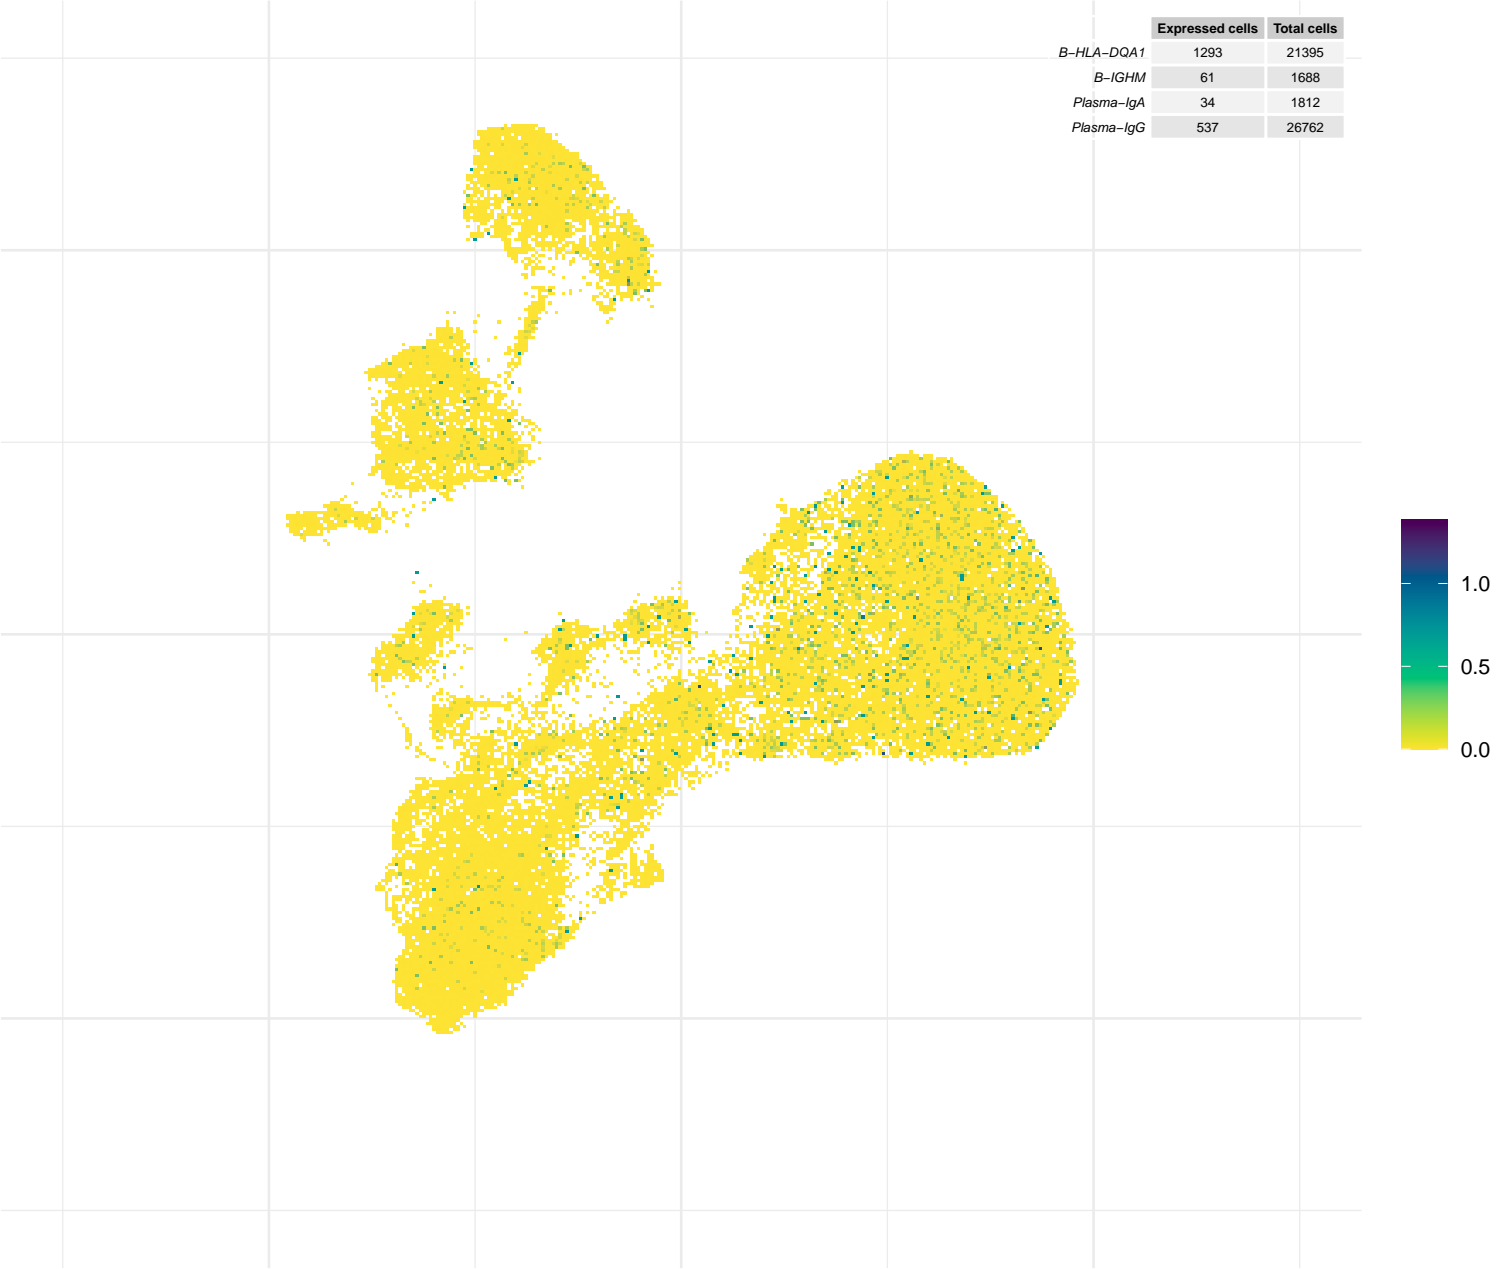 Expressed cells Total cells
B−HLA−DQA1 1293 21395
B−IGHM 61 1688
Plasma−IgA 34 1812
Plasma−IgG 537 26762
1.0
0.5
0.0